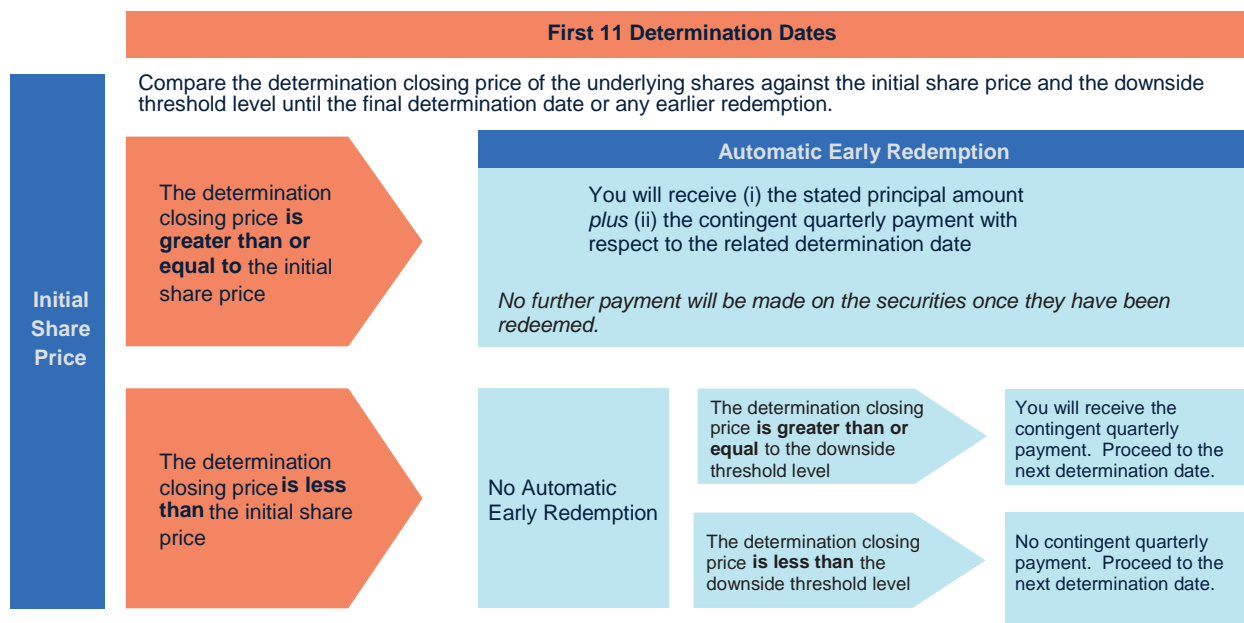 First 11 Determination Dates
Compare the determination closing price of the underlying shares against the initial share price and the downside
threshold level until the final determination date or any earlier redemption.
Initial
Share
Price
The determination
closing price is
greater than or
equal to the initial
share price
Automatic Early Redemption
You will receive (i) the stated principal amount
plus (ii) the contingent quarterly payment with
respect to the related determination date
No further payment will be made on the securities once they have been
redeemed.
The determination
closing price is less
than the initial share
price
No Automatic
Early Redemption
The determination closing
price is greater than or
equal to the downside
threshold level
You will receive the
contingent quarterly
payment.  Proceed to the
next determination date.
The determination closing
price is less than the
downside threshold level
No contingent quarterly
payment.  Proceed to the
next determination date.